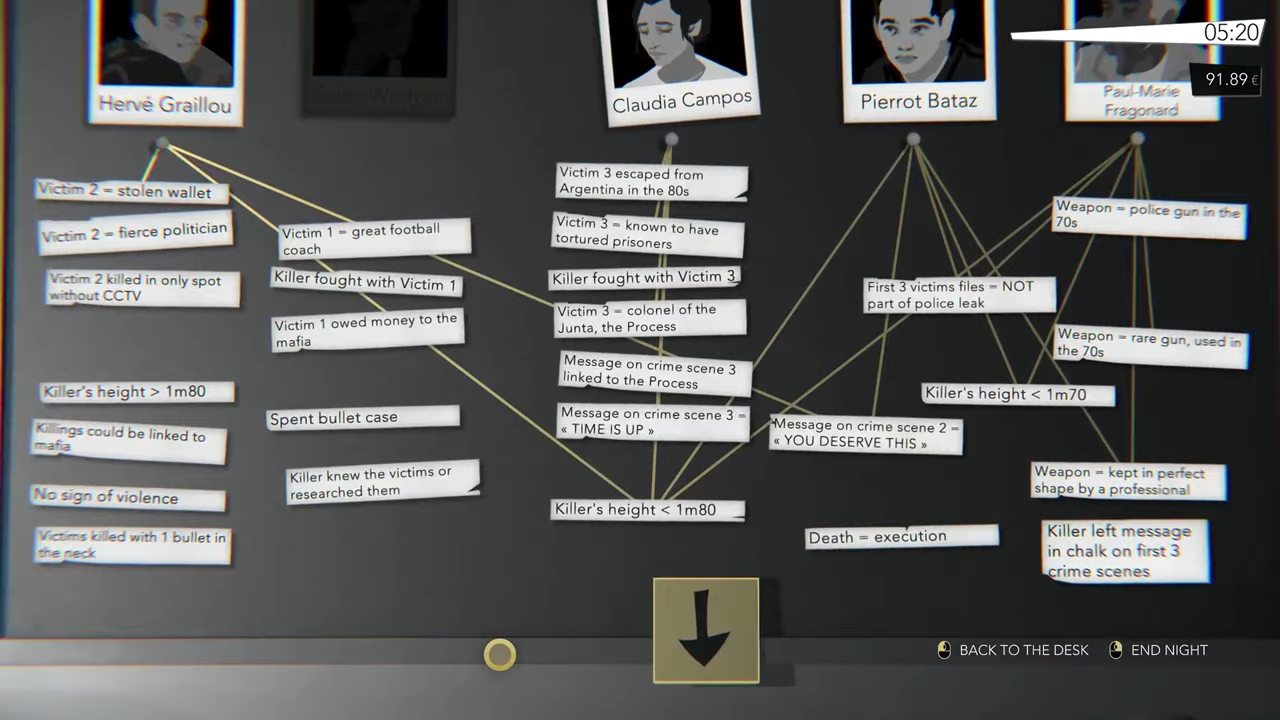 05:20
91.89 €
Hervé Graillou
Claudia Campos
Pierrot Bataz
Paul-Marie
Fragonard
Victim 2 = stolen wallet
Victim 2 = fierce politician
Victim 2 killed in only spot
without CCTV
Killer's height > 1m80
Killings could be linked to
mafia
No sign of violence
Victims killed with 1 bullet in
the neck
Victim 1 = great football
coach
Killer fought with Victim 1
Victim 1 owed money to the
mafia
Spent bullet case
Killer knew the victims or
researched them
Victim 3 escaped from
Argentina in the 80s
Victim 3 = known to have
tortured prisoners
Killer fought with Victim 3
Victim 3 = colonel of the
Junta, the Process
Message on crime scene 3
linked to the Process
Message on crime scene 3 =
« TIME IS UP »
Killer's height < 1m80
First 3 victims files = NOT
part of police leak
Message on crime scene 2 =
« YOU DESERVE THIS »
Death = execution
Weapon = police gun in the
70s
Weapon = rare gun, used in
the 70s
Killer's height < 1m70
Weapon = kept in perfect
shape by a professional
Killer left message
in chalk on first 3
crime scenes
BACK TO THE DESK
END NIGHT